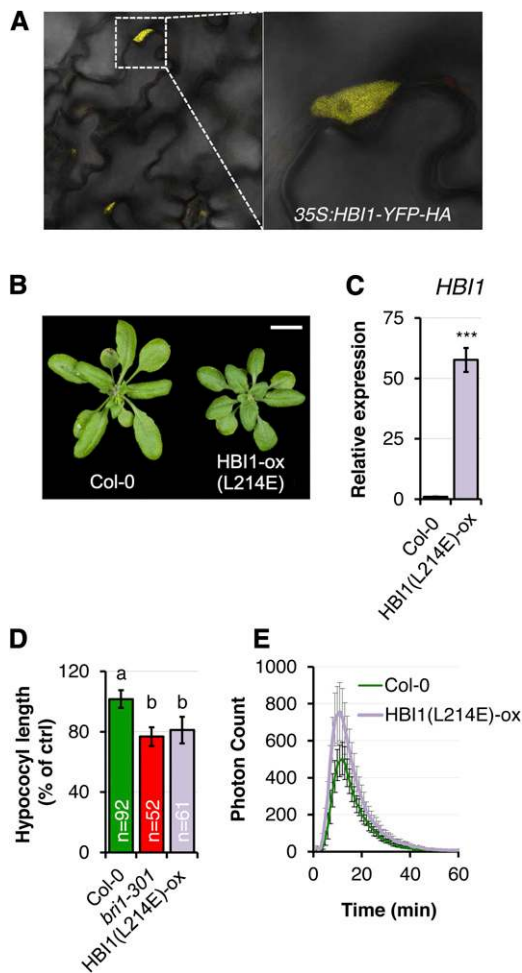 A
35S:HBI1-YFP-HA
B
Col-0
HBI1-ox
(L214E)
C
HBI1
Relative expression
75
50
25
0
***
Col-0
HBI1(L214E)-ox
D
Hypococyl length
(% of ctrl)
120
80
40
0
a
b
b
n=92
n=52
n=61
Col-0
bri1-301
HBI1(L214E)-ox
E
Photon Count
1000
800
600
400
200
0
Col-0
HBI1(L214E)-ox
0 20 40 60
Time (min)